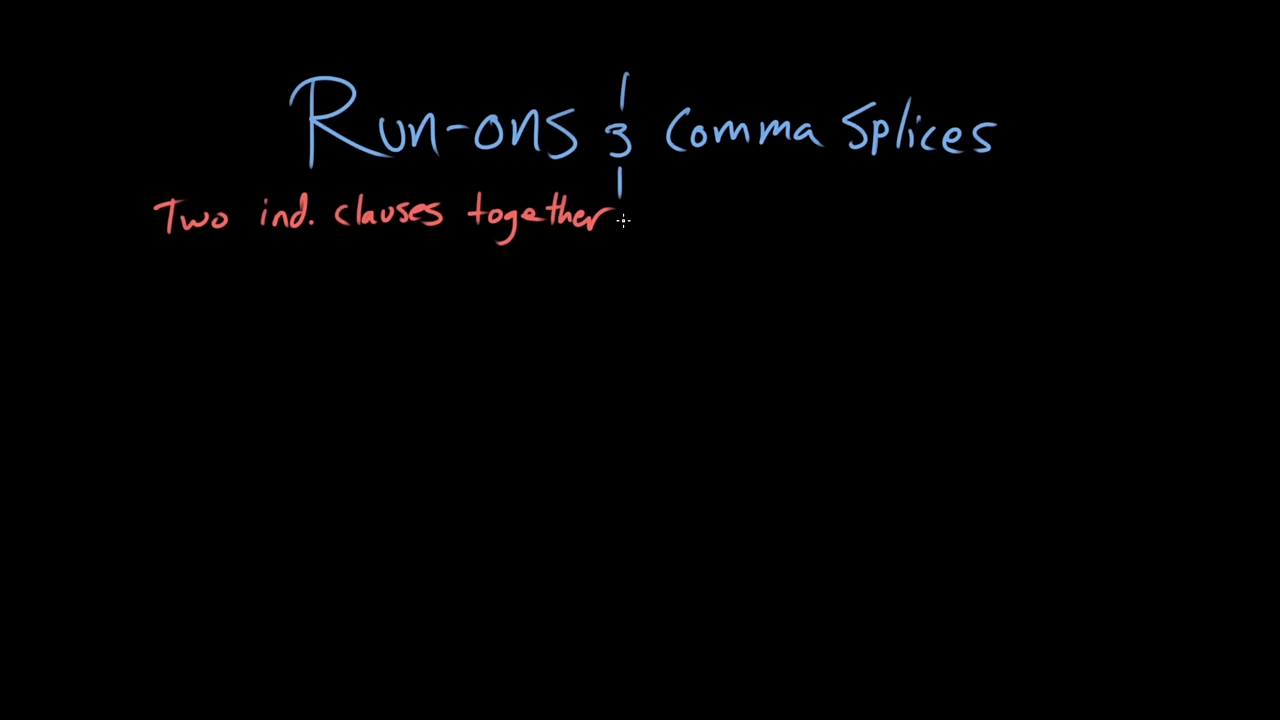 Run-ons & Comma Splices
Two ind. clauses together